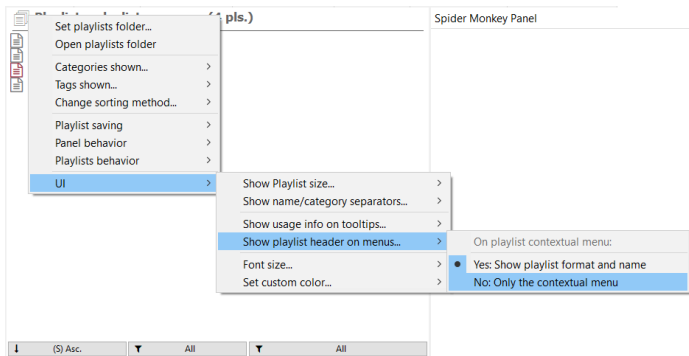 (4 pls.)
Spider Monkey Panel
Set playlists folder...
Open playlists folder
Categories shown...
Tags shown...
Change sorting method...
Playlist saving
Panel behavior
Playlists behavior
UI
Show Playlist size...
Show name/category separators...
Show usage info on tooltips...
Show playlist header on menus...
Font size...
Set custom color...
On playlist contextual menu:
Yes: Show playlist format and name
No: Only the contextual menu
(S) Asc.
All
All